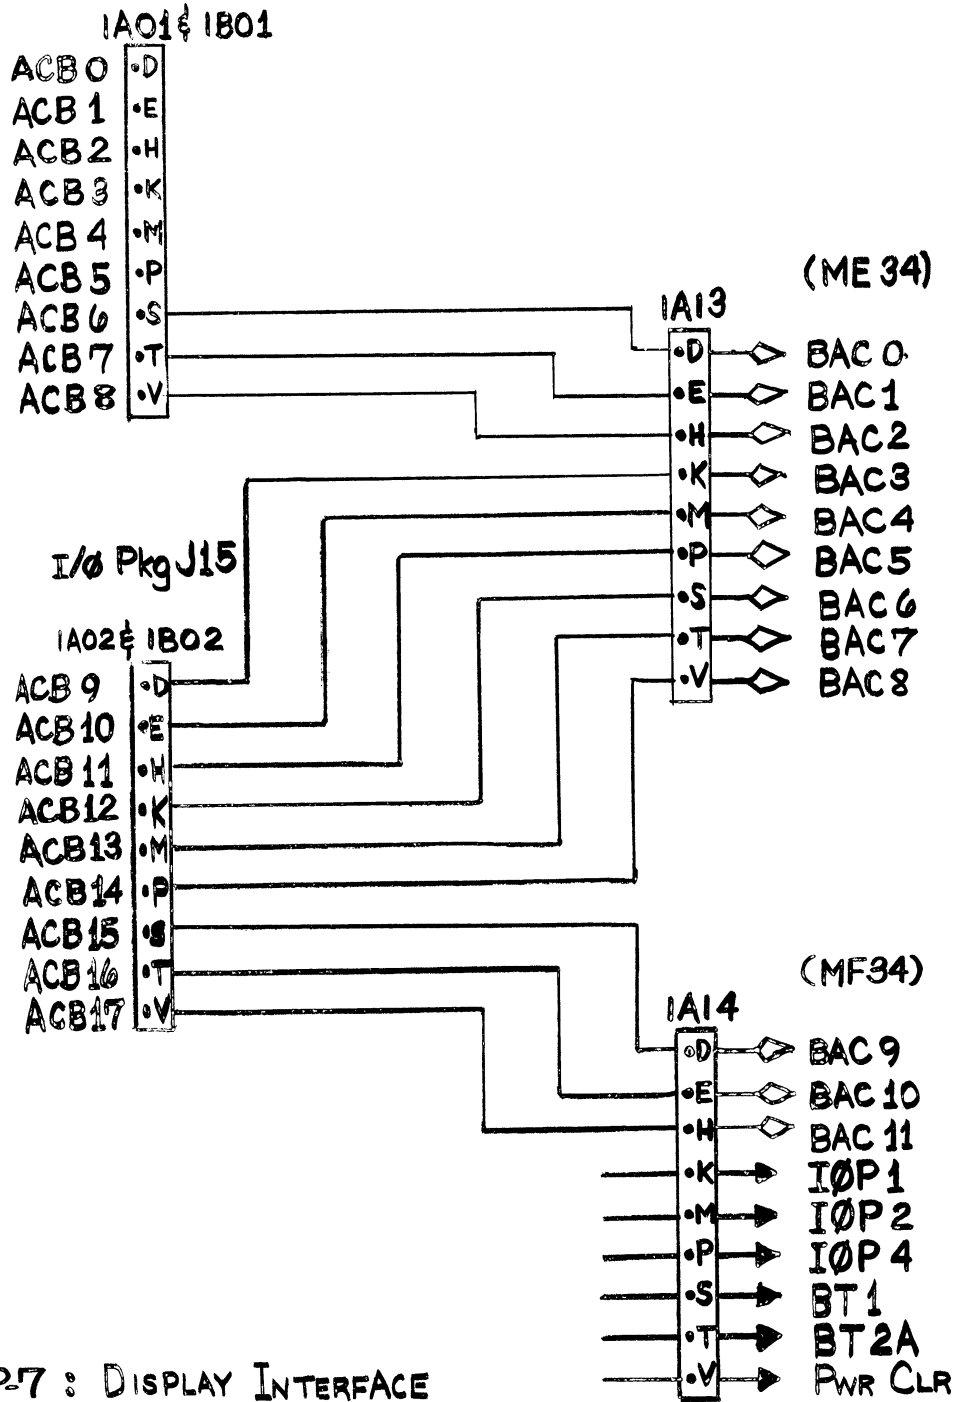 1A01 & 1B01
ACB 0 D
ACB 1 E
ACB 2 H
ACB 3 K
ACB 4 M
ACB 5 P
ACB 6 S
ACB 7 T
ACB 8 V
(ME 34)
1A13
D BAC 0
E BAC 1
H BAC 2
K BAC 3
M BAC 4
P BAC 5
S BAC 6
T BAC 7
V BAC 8
I/Ø Pkg J15
1A02 & 1B02
ACB 9 D
ACB 10 E
ACB 11 H
ACB 12 K
ACB 13 M
ACB 14 P
ACB 15 S
ACB 16 T
ACB 17 V
(MF34)
1A14
D BAC 9
E BAC 10
H BAC 11
K IØP 1
M IØP 2
P IØP 4
S BT 1
T BT 2A
V PWR CLR
-7 : DISPLAY INTERFACE